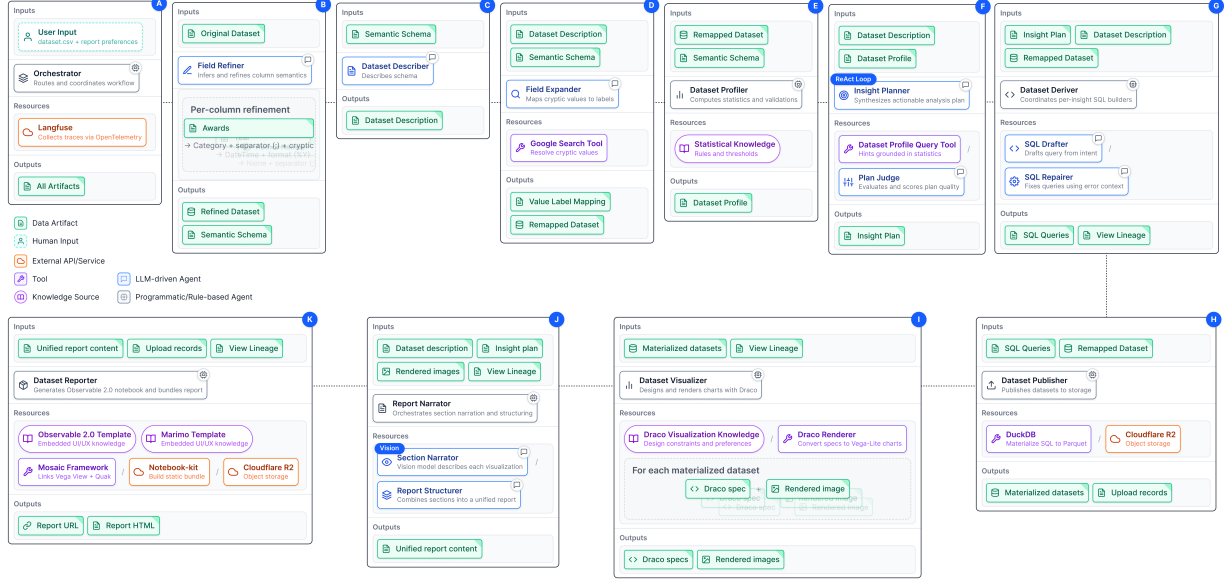 A
Inputs
User Input
dataset.csv + report preferences
Orchestrator
Routes and coordinates workflow
Resources
Langfuse
Collects traces via OpenTelemetry
Outputs
All Artifacts
B
Inputs
Original Dataset
Field Refiner
Infers and refines column semantics
Per-column refinement
Awards
→ Category + separator (;) + cryptic
Outputs
Refined Dataset
Semantic Schema
C
Inputs
Semantic Schema
Dataset Describer
Describes schema
Outputs
Dataset Description
D
Inputs
Dataset Description
Semantic Schema
Field Expander
Maps cryptic values to labels
Resources
Google Search Tool
Resolve cryptic values
Outputs
Value Label Mapping
Remapped Dataset
E
Inputs
Remapped Dataset
Semantic Schema
Dataset Profiler
Computes statistics and validations
Resources
Statistical Knowledge
Rules and thresholds
Outputs
Dataset Profile
F
Inputs
Dataset Description
Dataset Profile
ReAct Loop
Insight Planner
Synthesizes actionable analysis plan
Resources
Dataset Profile Query Tool /
Hints grounded in statistics
Plan Judge
Evaluates and scores plan quality
Outputs
Insight Plan
G
Inputs
Insight Plan Dataset Description
Remapped Dataset
Dataset Deriver
Coordinates per-insight SQL builders
Resources
SQL Drafter /
Drafts query from intent
SQL Repairer
Fixes queries using error context
Outputs
SQL Queries View Lineage
Data Artifact
Human Input
External API/Service
Tool LLM-driven Agent
Knowledge Source Programmatic/Rule-based Agent
K
Inputs
Unified report content Upload records View Lineage
Dataset Reporter
Generates Observable 2.0 notebook and bundles report
Resources
Observable 2.0 Template Marimo Template
Embedded UI/UX knowledge Embedded UI/UX knowledge
Mosaic Framework / Notebook-kit / Cloudflare R2
Links Vega View + Quak Build static bundle Object storage
Outputs
Report URL Report HTML
J
Inputs
Dataset description Insight plan
Rendered images View Lineage
Report Narrator
Orchestrates section narration and structuring
Resources
Vision
Section Narrator /
Vision model describes each visualization
Report Structurer
Combines sections into a unified report
Outputs
Unified report content
I
Inputs
Materialized datasets View Lineage
Dataset Visualizer
Designs and renders charts with Draco
Resources
Draco Visualization Knowledge / Draco Renderer
Design constraints and preferences Convert specs to Vega-Lite charts
For each materialized dataset
Draco spec + Rendered image
Draco spec Rendered image
Outputs
Draco specs Rendered images
H
Inputs
SQL Queries Remapped Dataset
Dataset Publisher
Publishes datasets to storage
Resources
DuckDB / Cloudflare R2
Materialize SQL to Parquet Object storage
Outputs
Materialized datasets Upload records